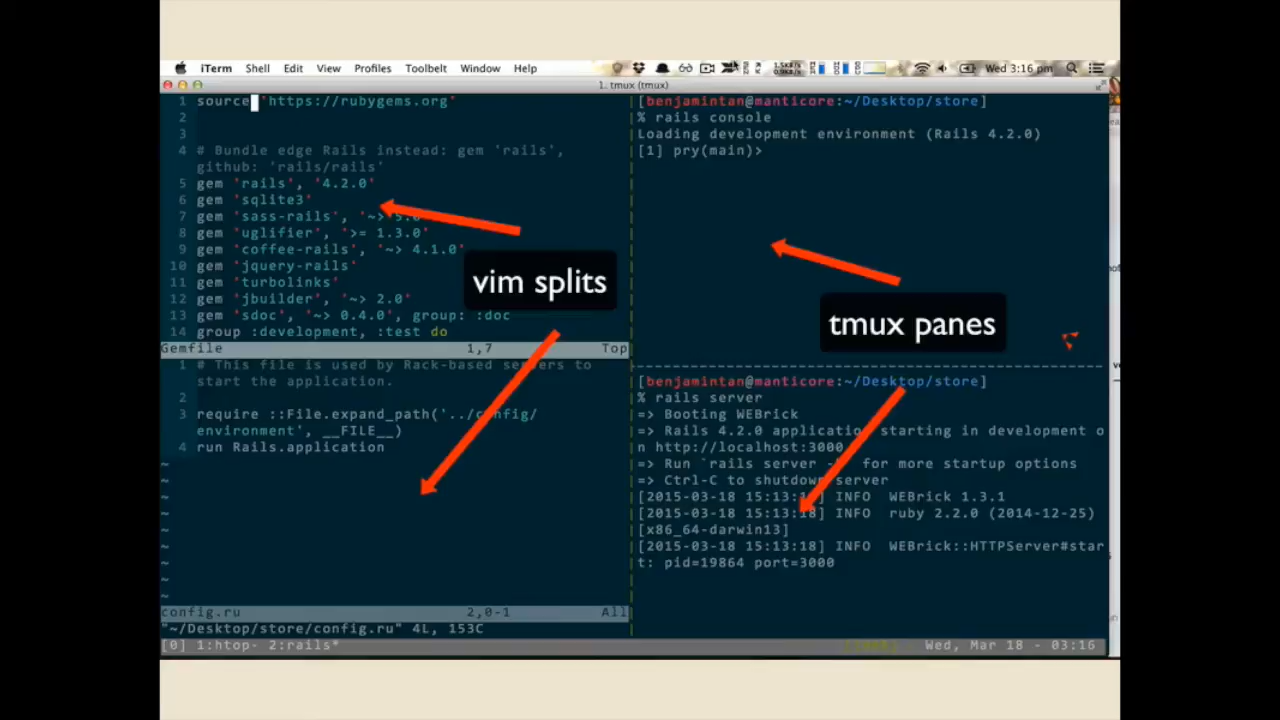 iTerm Shell Edit View Profiles Toolbelt Window Help Wed 3:16 pm
1. tmux (tmux)
1 source 'https://rubygems.org'
2
3
4 # Bundle edge Rails instead: gem 'rails',
github: 'rails/rails'
5 gem 'rails', '4.2.0'
6 gem 'sqlite3'
7 gem 'sass-rails', '~> 5.0'
8 gem 'uglifier', '>= 1.3.0'
9 gem 'coffee-rails', '~> 4.1.0'
10 gem 'jquery-rails'
11 gem 'turbolinks'
12 gem 'jbuilder', '~> 2.0'
13 gem 'sdoc', '~> 0.4.0', group: :doc
14 group :development, :test do
Gemfile 1,7 Top
vim splits
1 # This file is used by Rack-based servers to
start the application.
2
3 require ::File.expand_path('../config/
environment', __FILE__)
4 run Rails.application
~
~
~
~
~
~
~
~
~
config.ru 2,0-1 All
"~/Desktop/store/config.ru" 4L, 153C
[benjamintan@manticore:~/Desktop/store]
% rails console
Loading development environment (Rails 4.2.0)
[1] pry(main)>
tmux panes
[benjamintan@manticore:~/Desktop/store]
% rails server
=> Booting WEBrick
=> Rails 4.2.0 application starting in development o
n http://localhost:3000
=> Run `rails server for more startup options
=> Ctrl-C to shutdown server
[2015-03-18 15:13:18] INFO WEBrick 1.3.1
[2015-03-18 15:13:18] INFO ruby 2.2.0 (2014-12-25)
[x86_64-darwin13]
[2015-03-18 15:13:18] INFO WEBrick::HTTPServer#star
t: pid=19864 port=3000
[0] 1:htop- 2:rails* Wed, Mar 18 - 03:16